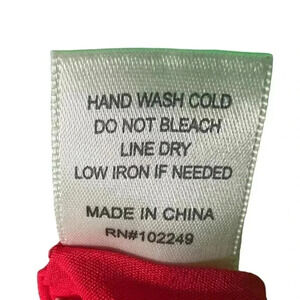 HAND WASH COLD
DO NOT BLEACH
LINE DRY
LOW IRON IF NEEDED
MADE IN CHINA
RN#102249